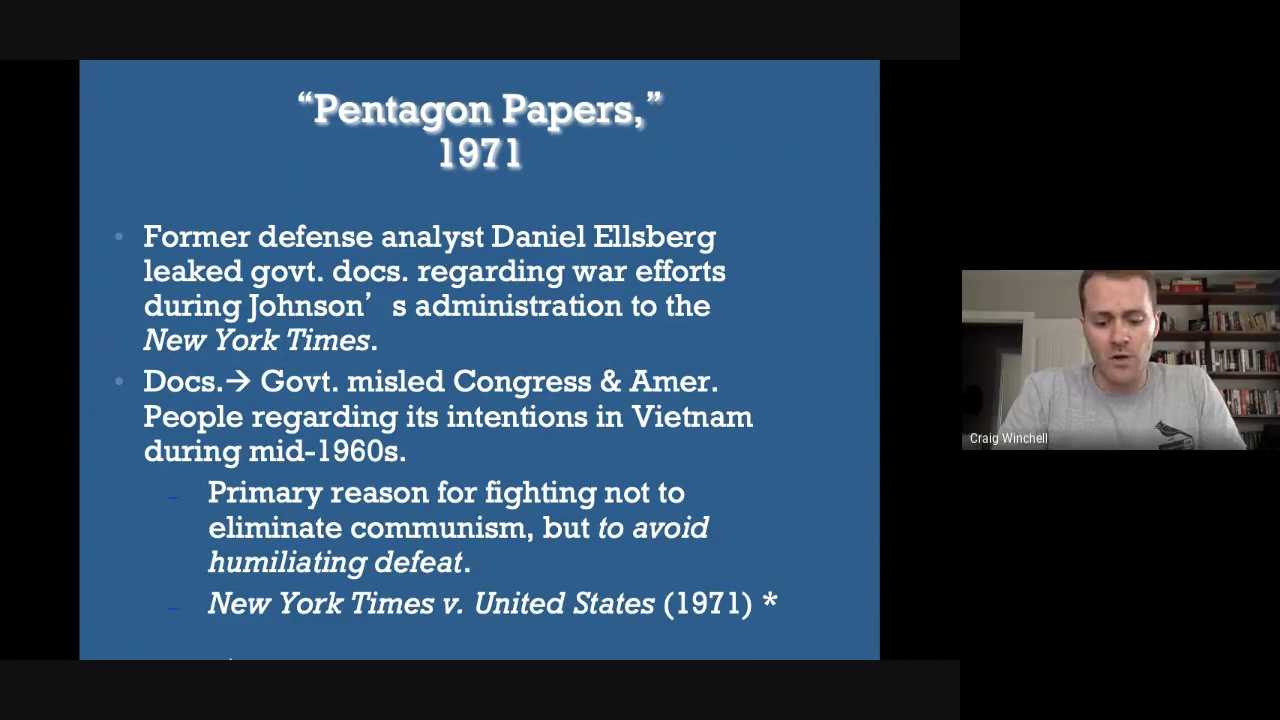 “Pentagon Papers,”
1971
• Former defense analyst Daniel Ellsberg
leaked govt. docs. regarding war efforts
during Johnson’ s administration to the
New York Times.
• Docs.→ Govt. misled Congress & Amer.
People regarding its intentions in Vietnam
during mid-1960s.
– Primary reason for fighting not to
eliminate communism, but to avoid
humiliating defeat.
– New York Times v. United States (1971) *
Craig Winchell